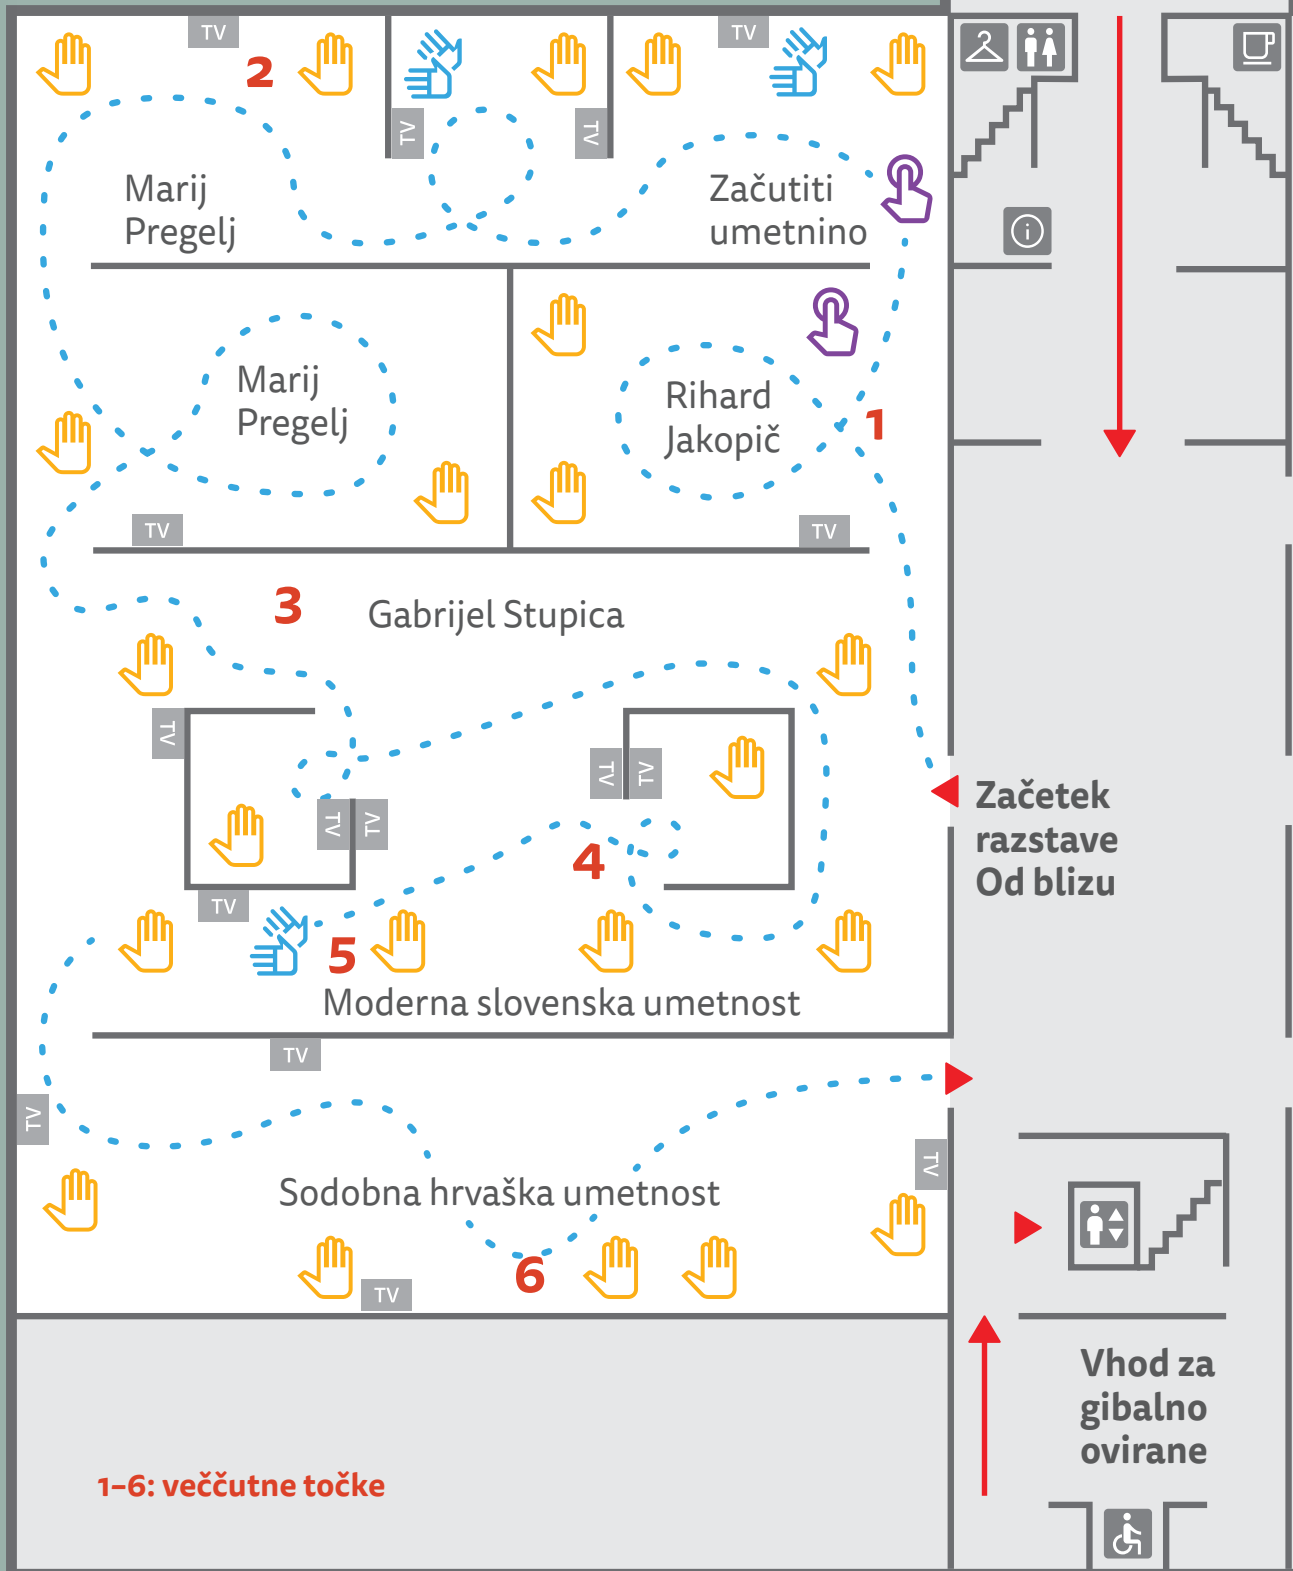 TV
2
TV
TV
TV
Marij
Pregelj
Začutiti
umetnino
i
Marij
Pregelj
Rihard
Jakopič
1
TV
TV
3
Gabrijel Stupica
TV
TV
TV
TV
TV
Začetek
razstave
Od blizu
4
TV
5
Moderna slovenska umetnost
TV
TV
TV
Sodobna hrvaška umetnost
6
TV
Vhod za
gibalno
ovirane
1–6: veččutne točke